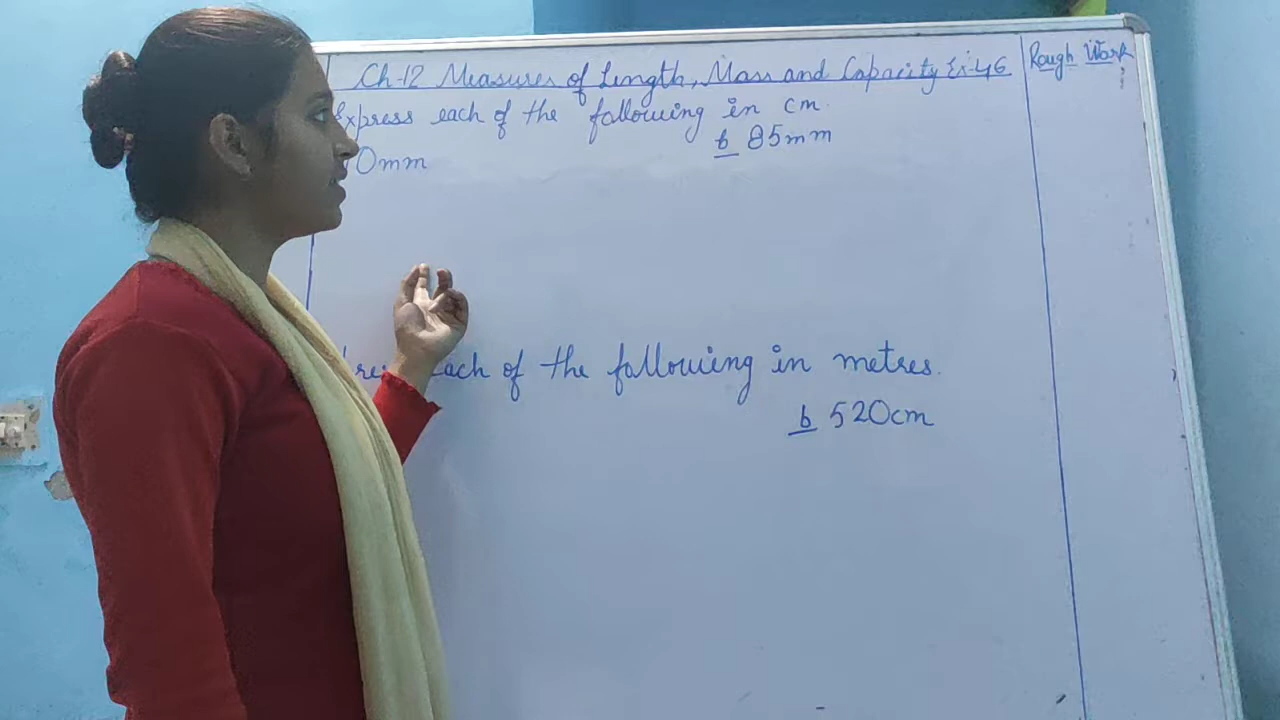 Ch-12 Measures of Length, Mass and Capacity Ex-46
Rough Work
Express each of the following in cm.
0mm
b 85mm
each of the following in metres.
b 520cm